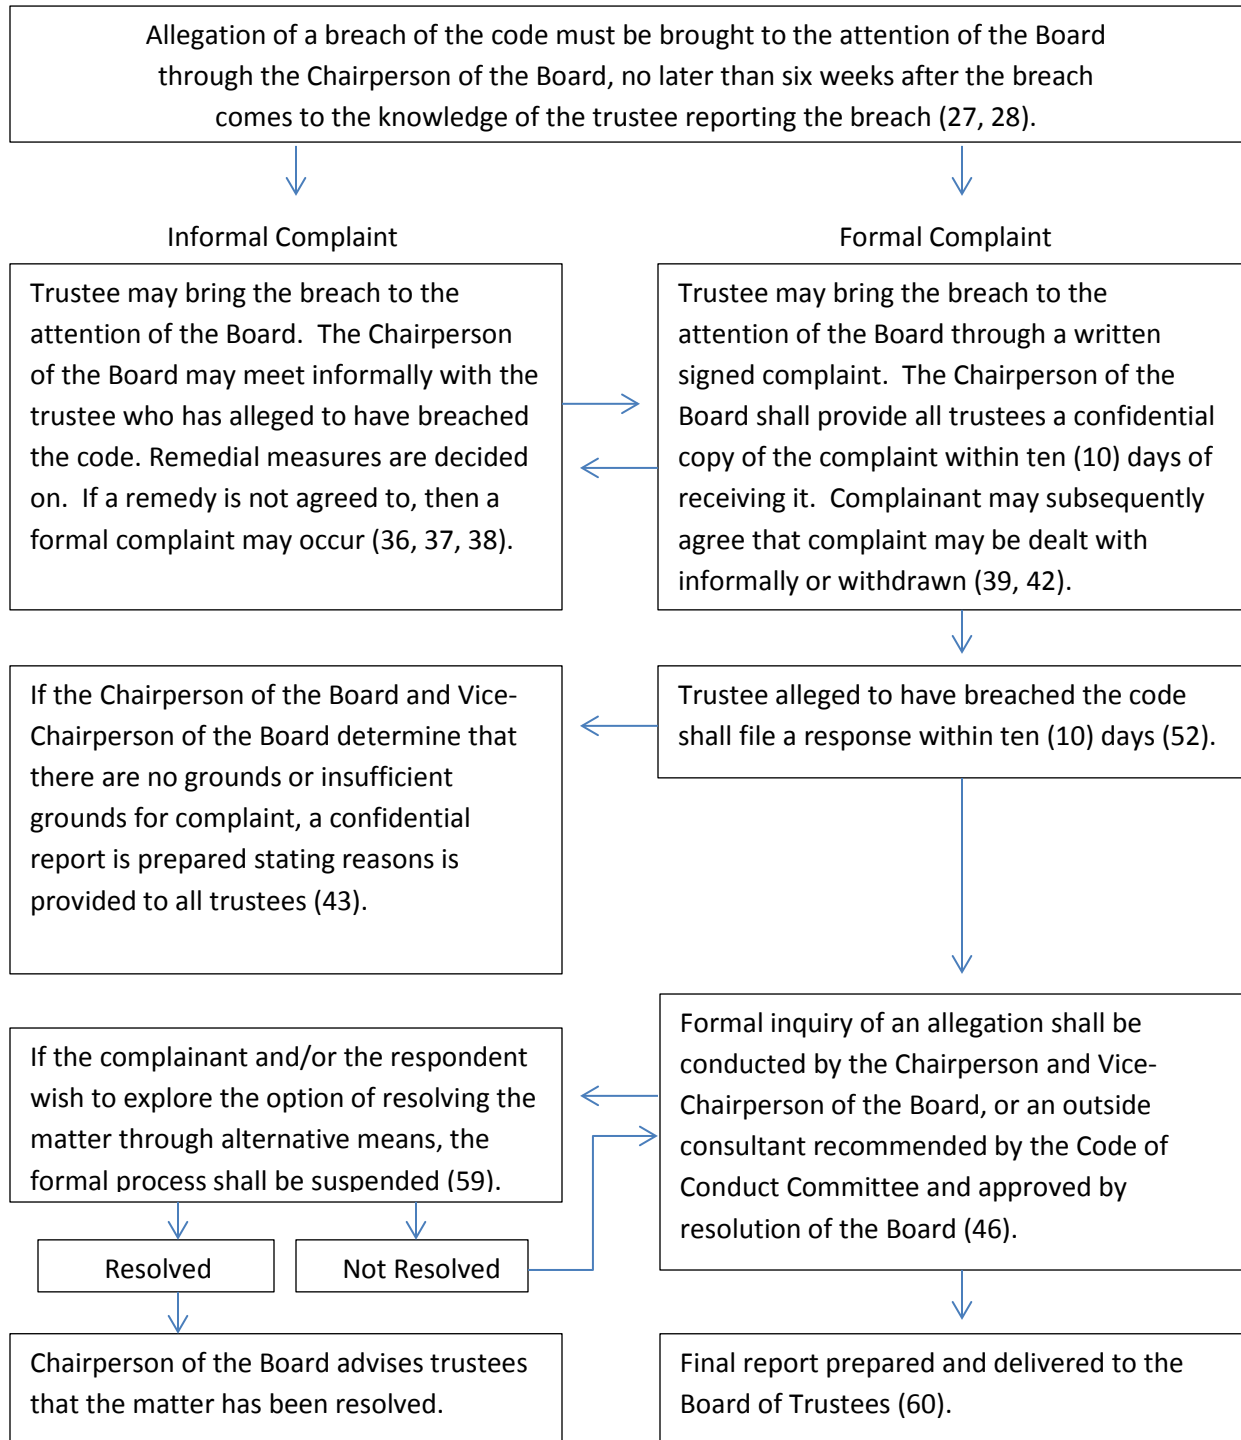 Allegation of a breach of the code must be brought to the attention of the Board
through the Chairperson of the Board, no later than six weeks after the breach
comes to the knowledge of the trustee reporting the breach (27, 28).
Informal Complaint
Trustee may bring the breach to the
attention of the Board.  The Chairperson
of the Board may meet informally with the
trustee who has alleged to have breached
the code. Remedial measures are decided
on.  If a remedy is not agreed to, then a
formal complaint may occur (36, 37, 38).
Formal Complaint
Trustee may bring the breach to the
attention of the Board through a written
signed complaint.  The Chairperson of the
Board shall provide all trustees a confidential
copy of the complaint within ten (10) days of
receiving it.  Complainant may subsequently
agree that complaint may be dealt with
informally or withdrawn (39, 42).
If the Chairperson of the Board and Vice-
Chairperson of the Board determine that
there are no grounds or insufficient
grounds for complaint, a confidential
report is prepared stating reasons is
provided to all trustees (43).
Trustee alleged to have breached the code
shall file a response within ten (10) days (52).
If the complainant and/or the respondent
wish to explore the option of resolving the
matter through alternative means, the
formal process shall be suspended (59).
Formal inquiry of an allegation shall be
conducted by the Chairperson and Vice-
Chairperson of the Board, or an outside
consultant recommended by the Code of
Conduct Committee and approved by
resolution of the Board (46).
Resolved
Not Resolved
Chairperson of the Board advises trustees
that the matter has been resolved.
Final report prepared and delivered to the
Board of Trustees (60).